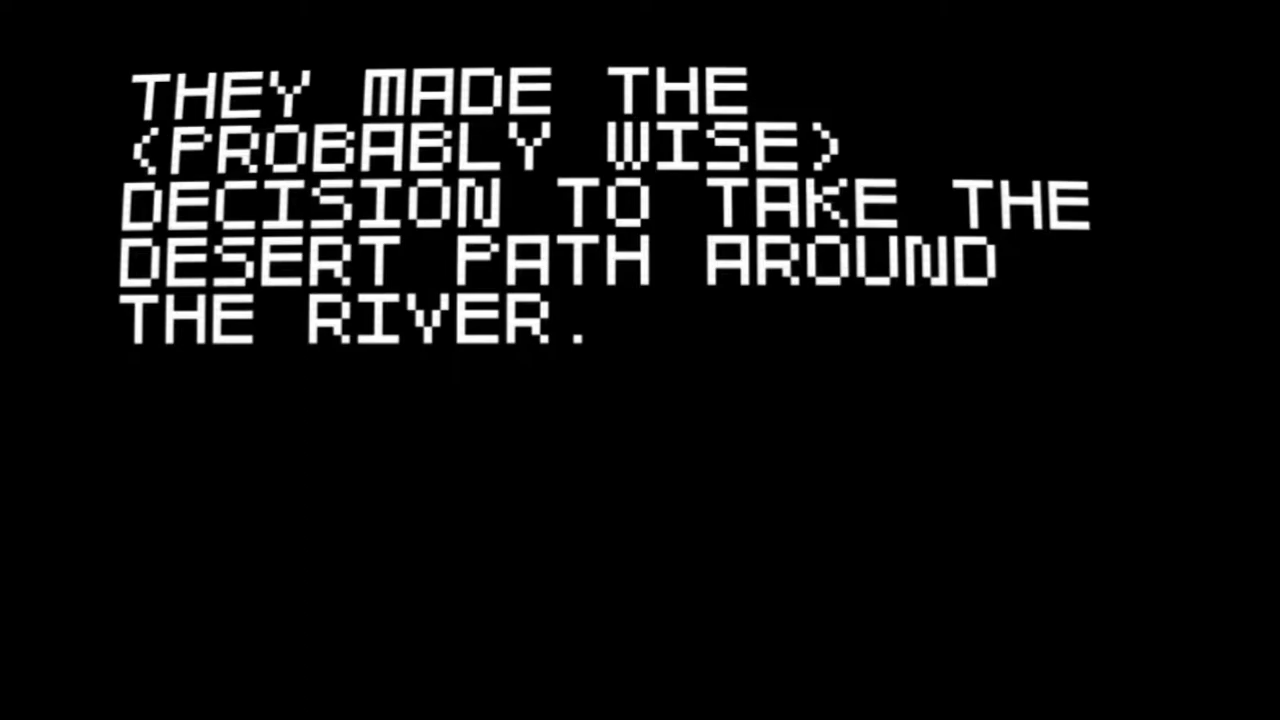 THEY MADE THE
(PROBABLY WISE)
DECISION TO TAKE THE
DESERT PATH AROUND
THE RIVER.